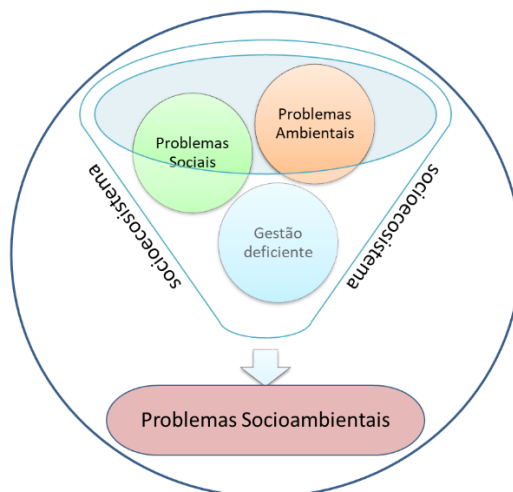 Problemas
Ambientais
Problemas
Sociais
socioecosistema
socioecosistema
Gestão
deficiente
Problemas Socioambientais